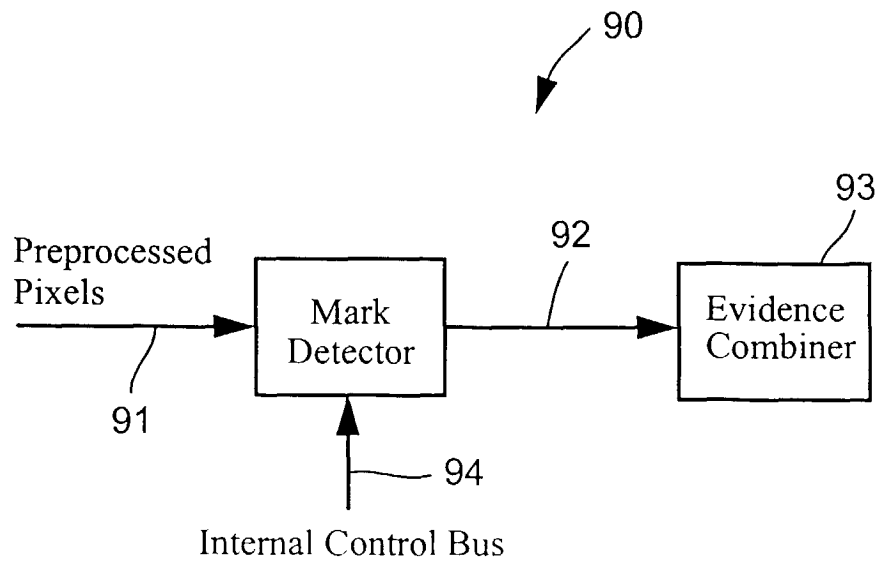 90
93
92
Preprocessed
Pixels
Mark
Detector
Evidence
Combiner
91
94
Internal Control Bus